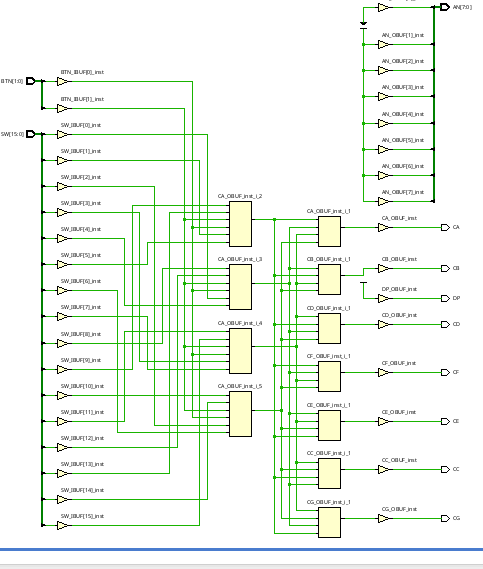 AN[7:0]
AN_OBUF[1]_inst
AN_OBUF[2]_inst
AN_OBUF[3]_inst
AN_OBUF[4]_inst
AN_OBUF[5]_inst
AN_OBUF[6]_inst
AN_OBUF[7]_inst
BTN[1:0]
BTN_IBUF[0]_inst
BTN_IBUF[1]_inst
SW[15:0]
SW_IBUF[0]_inst
SW_IBUF[1]_inst
SW_IBUF[2]_inst
SW_IBUF[3]_inst
SW_IBUF[4]_inst
SW_IBUF[5]_inst
SW_IBUF[6]_inst
SW_IBUF[7]_inst
SW_IBUF[8]_inst
SW_IBUF[9]_inst
SW_IBUF[10]_inst
SW_IBUF[11]_inst
SW_IBUF[12]_inst
SW_IBUF[13]_inst
SW_IBUF[14]_inst
SW_IBUF[15]_inst
CA_OBUF_inst_i_2
CA_OBUF_inst_i_3
CA_OBUF_inst_i_4
CA_OBUF_inst_i_5
CA_OBUF_inst_i_1
CB_OBUF_inst_i_1
CD_OBUF_inst_i_1
CF_OBUF_inst_i_1
CE_OBUF_inst_i_1
CC_OBUF_inst_i_1
CG_OBUF_inst_i_1
CA_OBUF_inst
CA
CB_OBUF_inst
CB
DP_OBUF_inst
DP
CD_OBUF_inst
CD
CF_OBUF_inst
CF
CE_OBUF_inst
CE
CC_OBUF_inst
CC
CG_OBUF_inst
CG